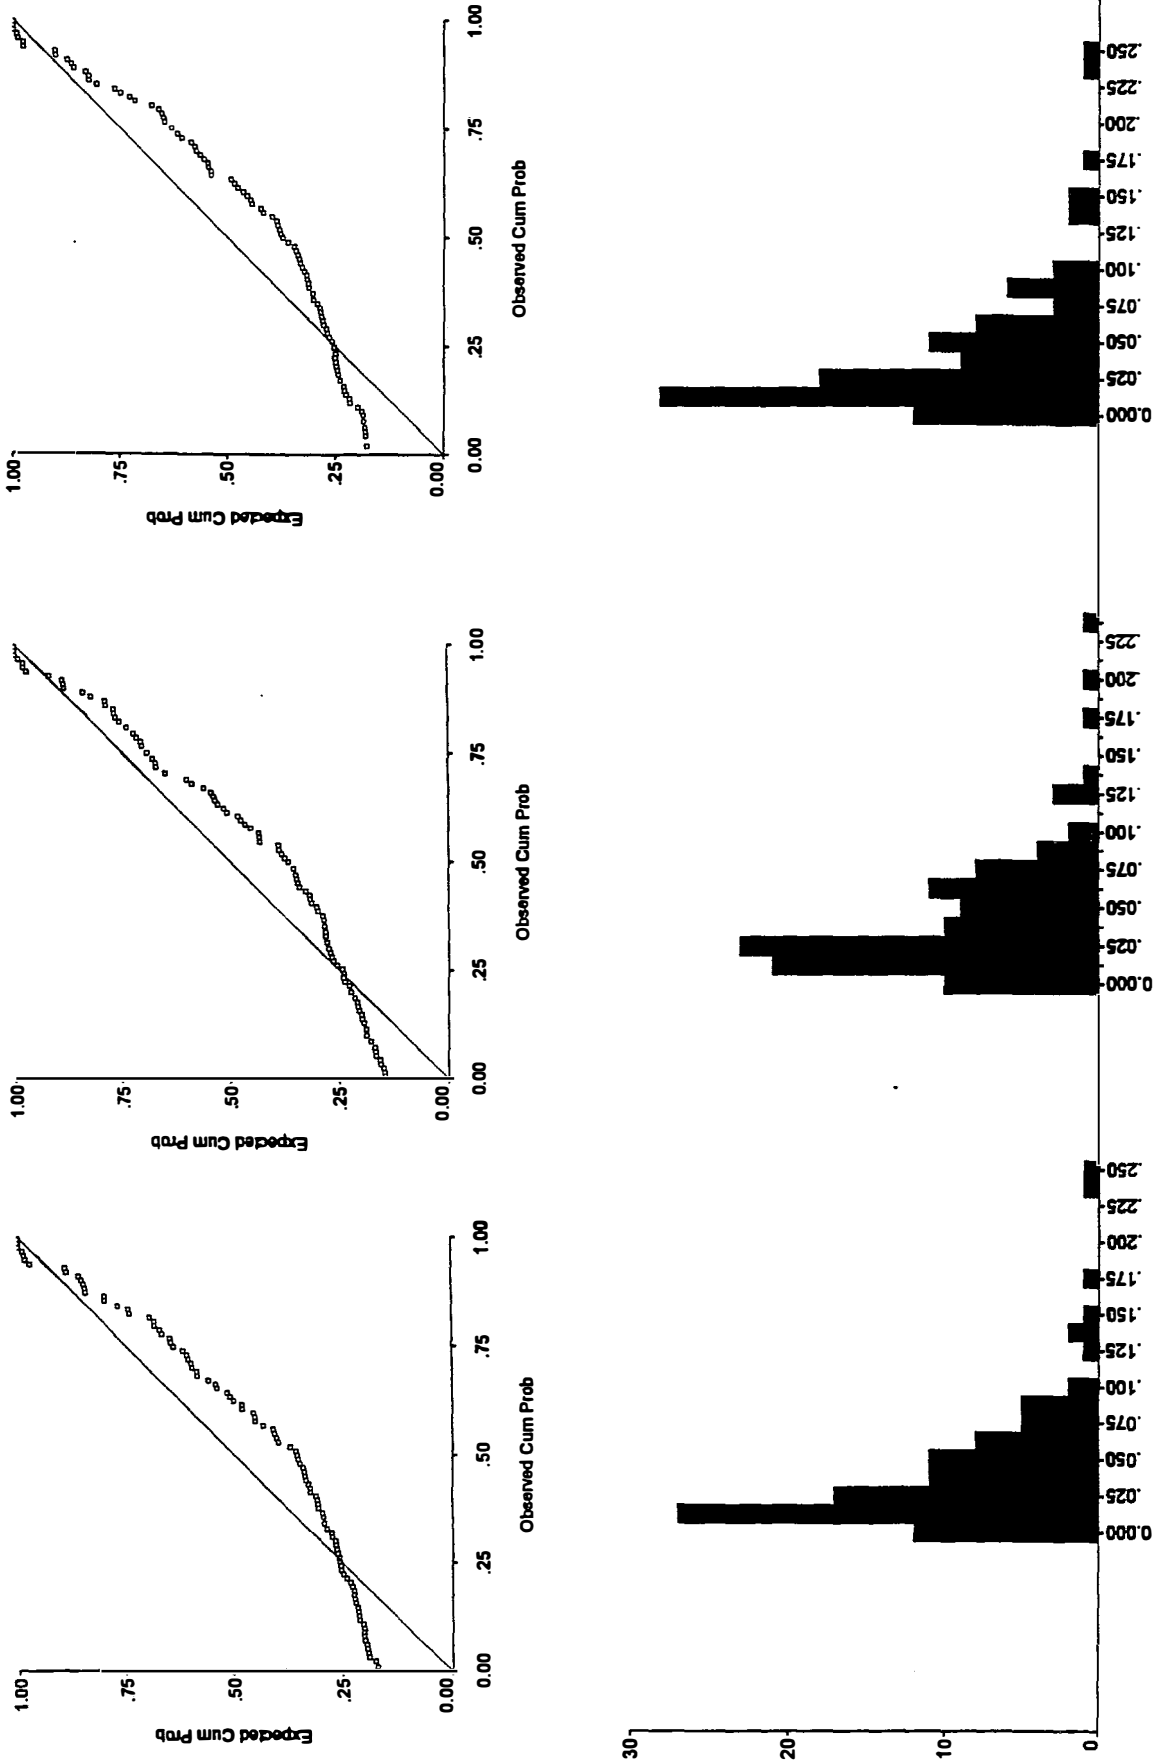 Expected Cum Prob
1.00
.75
.50
.25
0.00
0.00 .25 .50 .75 1.00
Observed Cum Prob
Expected Cum Prob
1.00
.75
.50
.25
0.00
0.00 .25 .50 .75 1.00
Observed Cum Prob
Expected Cum Prob
1.00
.75
.50
.25
0.00
0.00 .25 .50 .75 1.00
Observed Cum Prob
30
20
10
0
0.000 .025 .050 .075 .100 .125 .150 .175 .200 .225 .250
0.000 .025 .050 .075 .100 .125 .150 .175 .200 .225
0.000 .025 .050 .075 .100 .125 .150 .175 .200 .225 .250